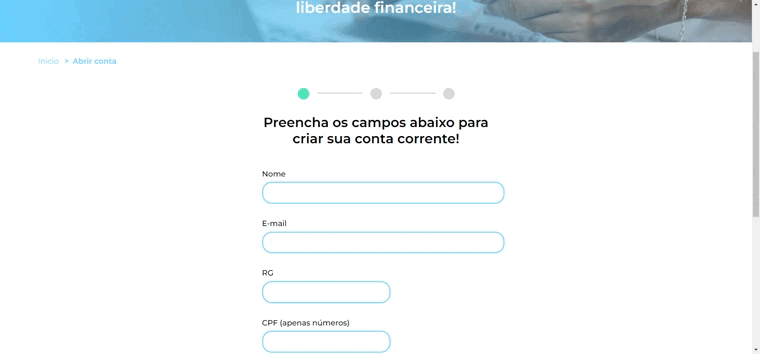 liberdade financeira!
Início > Abrir conta
Preencha os campos abaixo para
criar sua conta corrente!
Nome
E-mail
RG
CPF (apenas números)